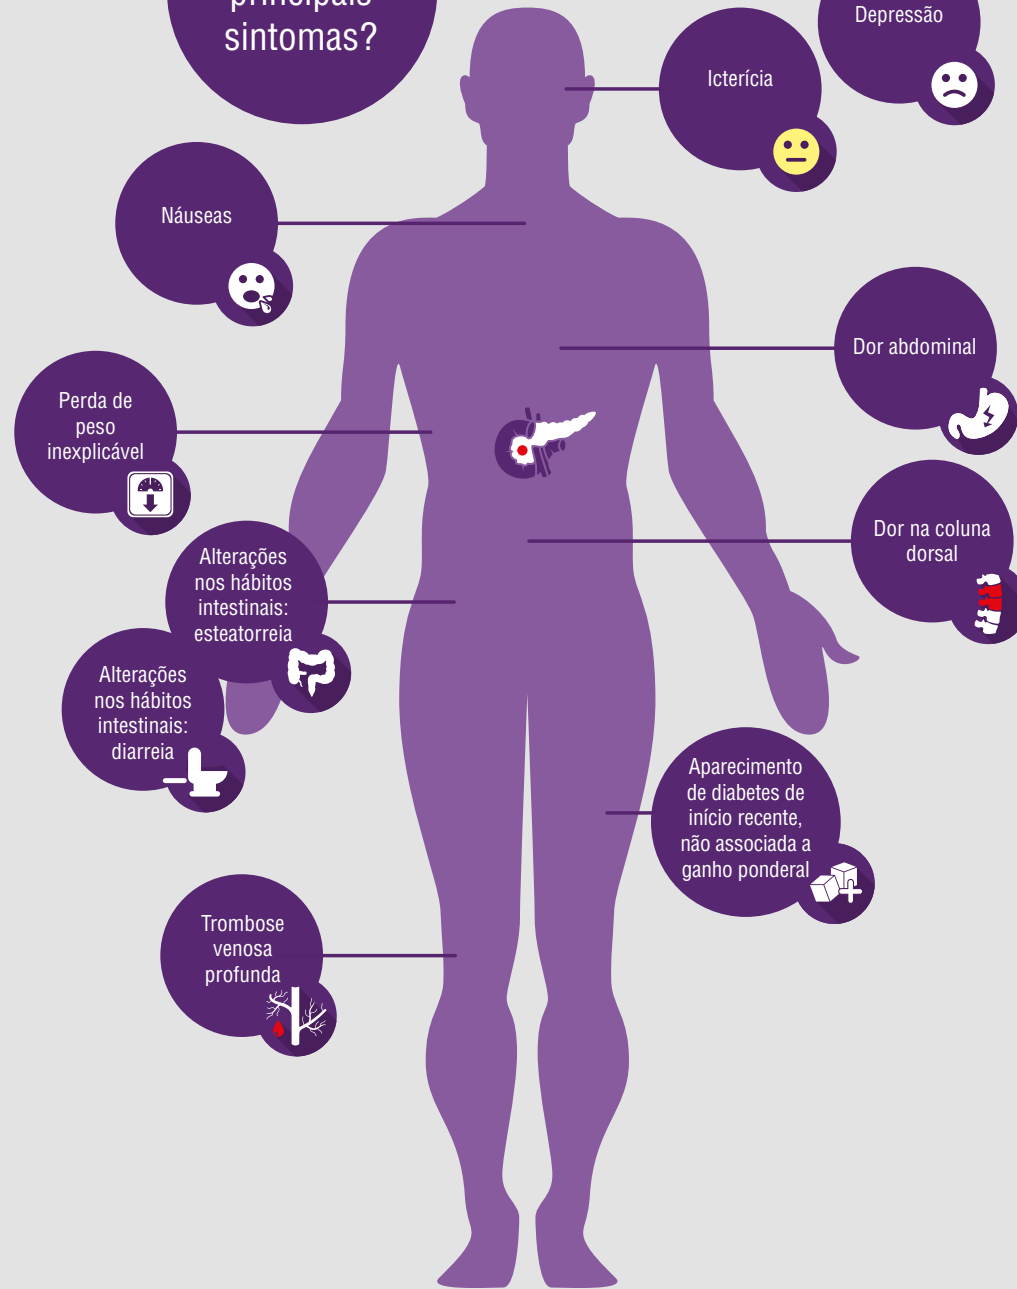 principais
sintomas?
Depressão
Icterícia
Náuseas
Dor abdominal
Perda de
peso
inexplicável
Dor na coluna
dorsal
Alterações
nos hábitos
intestinais:
esteatorreia
Alterações
nos hábitos
intestinais:
diarreia
Aparecimento
de diabetes de
início recente,
não associada a
ganho ponderal
Trombose
venosa
profunda